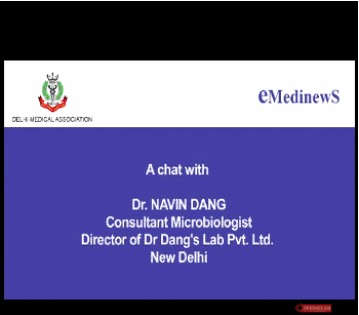 eMedinewS
DELHI MEDICAL ASSOCIATION
A chat with
Dr. NAVIN DANG
Consultant Microbiologist
Director of Dr Dang's Lab Pvt. Ltd.
New Delhi